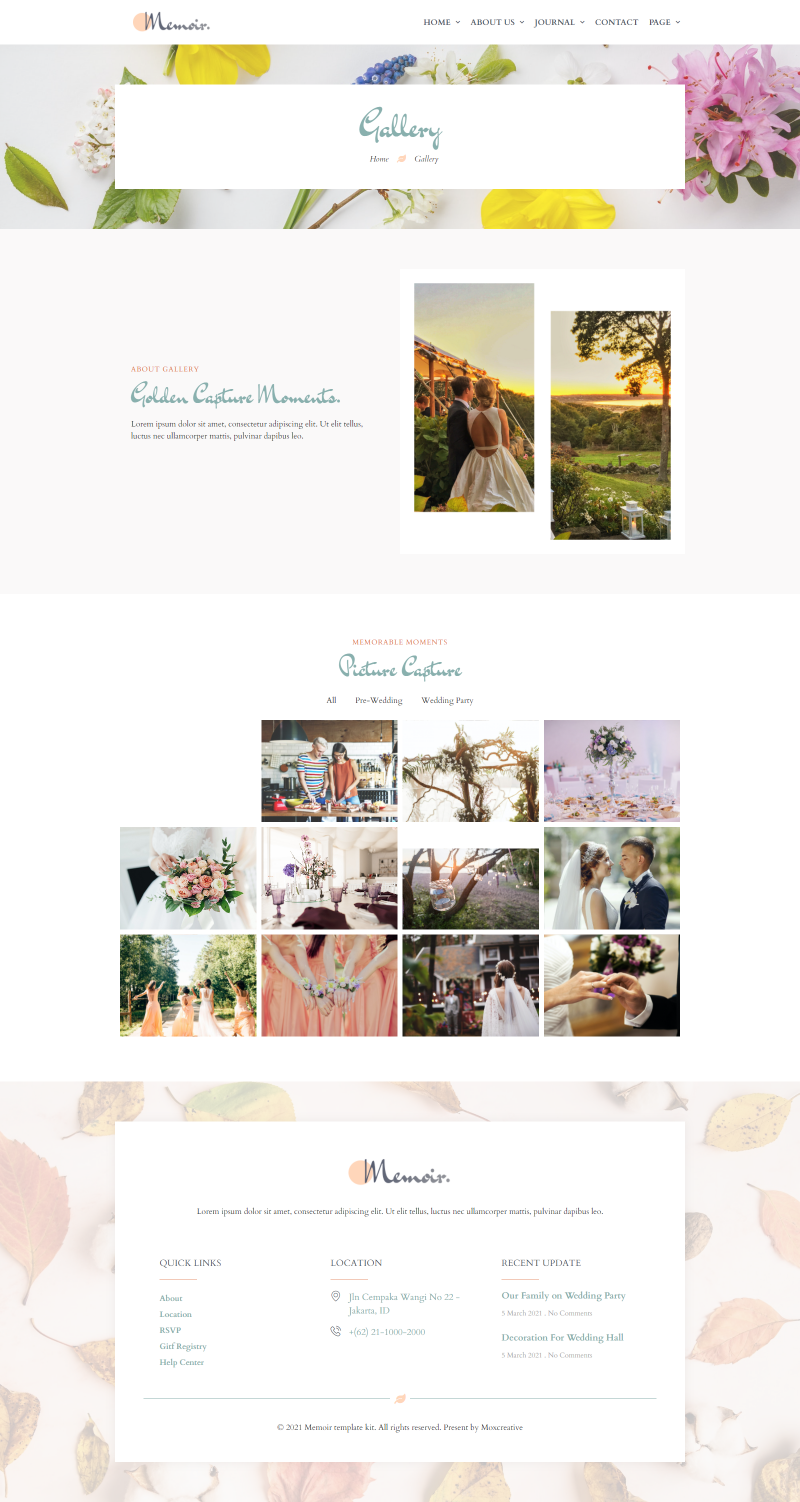 Memoir.
HOME ABOUT US JOURNAL CONTACT PAGE
Gallery
Home Gallery
ABOUT GALLERY
Golden Capture Moments.
Lorem ipsum dolor sit amet, consectetur adipiscing elit. Ut elit tellus,
luctus nec ullamcorper mattis, pulvinar dapibus leo.
MEMORABLE MOMENTS
Picture Capture
All Pre-Wedding Wedding Party
Memoir.
Lorem ipsum dolor sit amet, consectetur adipiscing elit. Ut elit tellus, luctus nec ullamcorper mattis, pulvinar dapibus leo.
QUICK LINKS
About
Location
RSVP
Gitf Registry
Help Center
LOCATION
Jln Cempaka Wangi No 22 -
Jakarta, ID
+(62) 21-1000-2000
RECENT UPDATE
Our Family on Wedding Party
5 March 2021 . No Comments
Decoration For Wedding Hall
5 March 2021 . No Comments
© 2021 Memoir template kit. All rights reserved. Present by Moxcreative